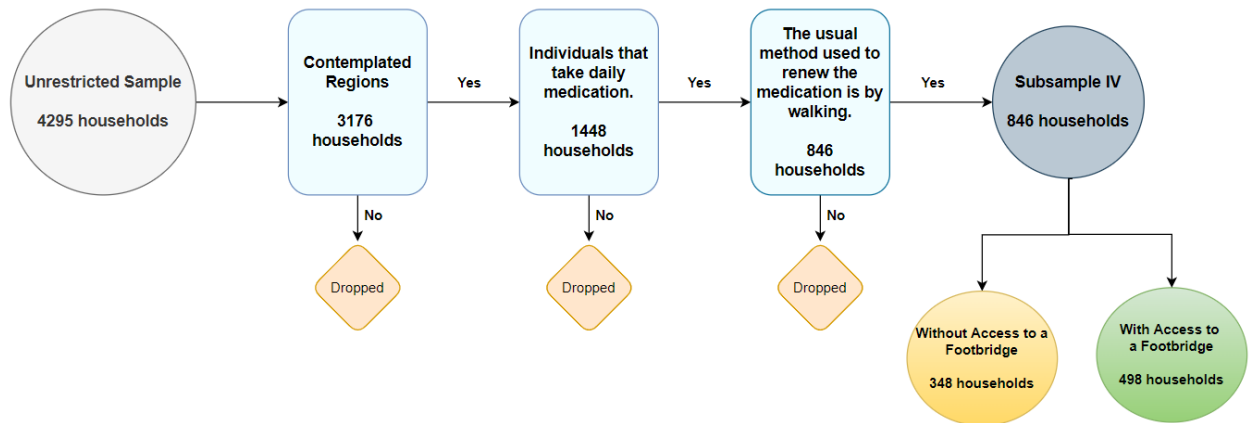 Unrestricted Sample
4295 households
Contemplated
Regions
3176
households
Yes
No
Dropped
Individuals that
take daily
medication.
1448
households
Yes
No
Dropped
The usual
method used to
renew the
medication is by
walking.
846
households
Yes
No
Dropped
Subsample IV
846 households
Without Access to a
Footbridge
348 households
With Access to
a Footbridge
498 households